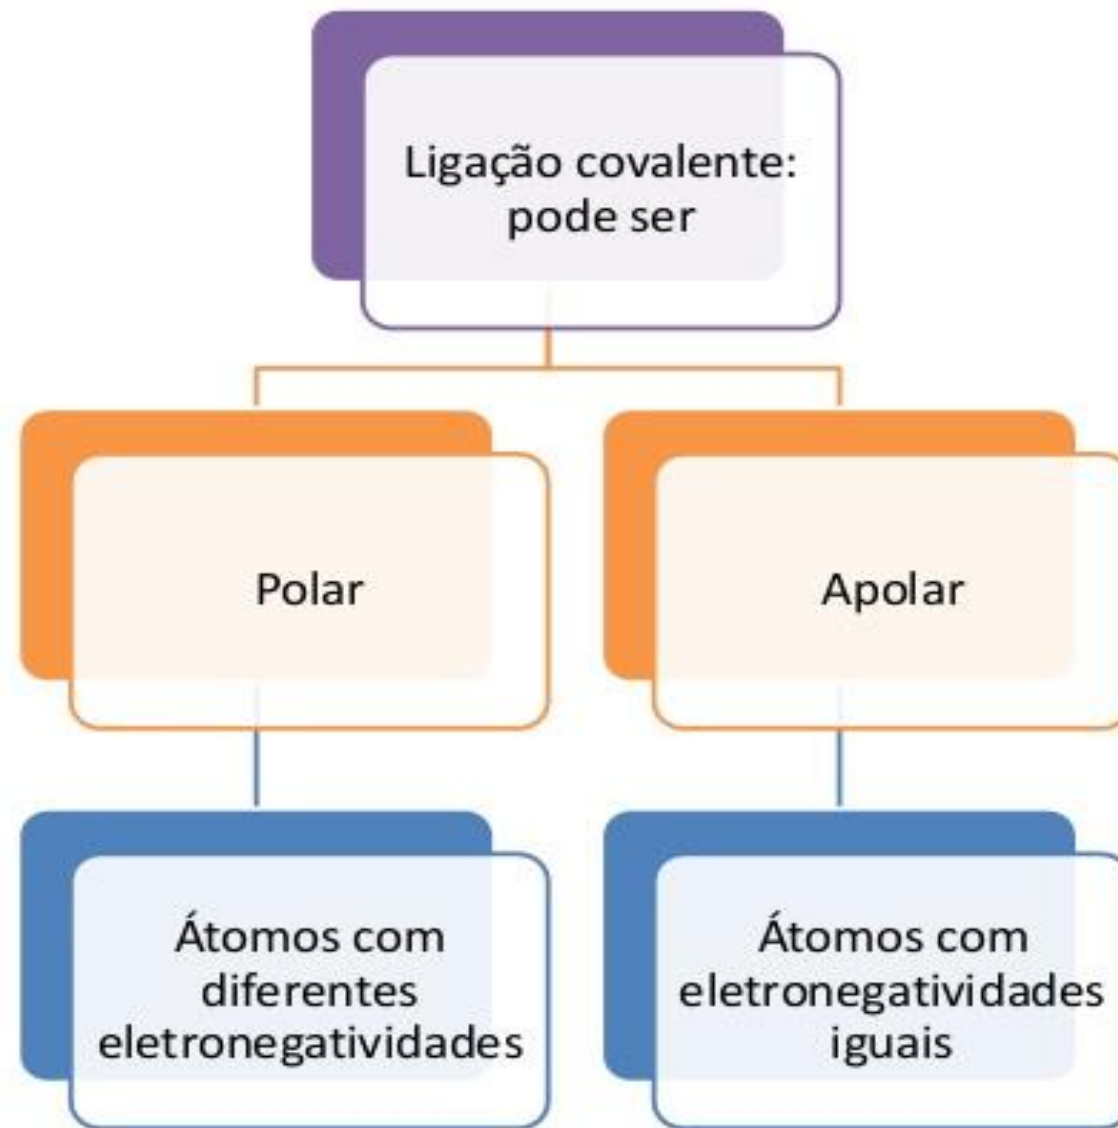 Ligação covalente:
pode ser
Polar
Apolar
Átomos com
diferentes
eletronegatividades
Átomos com
eletronegatividades
iguais